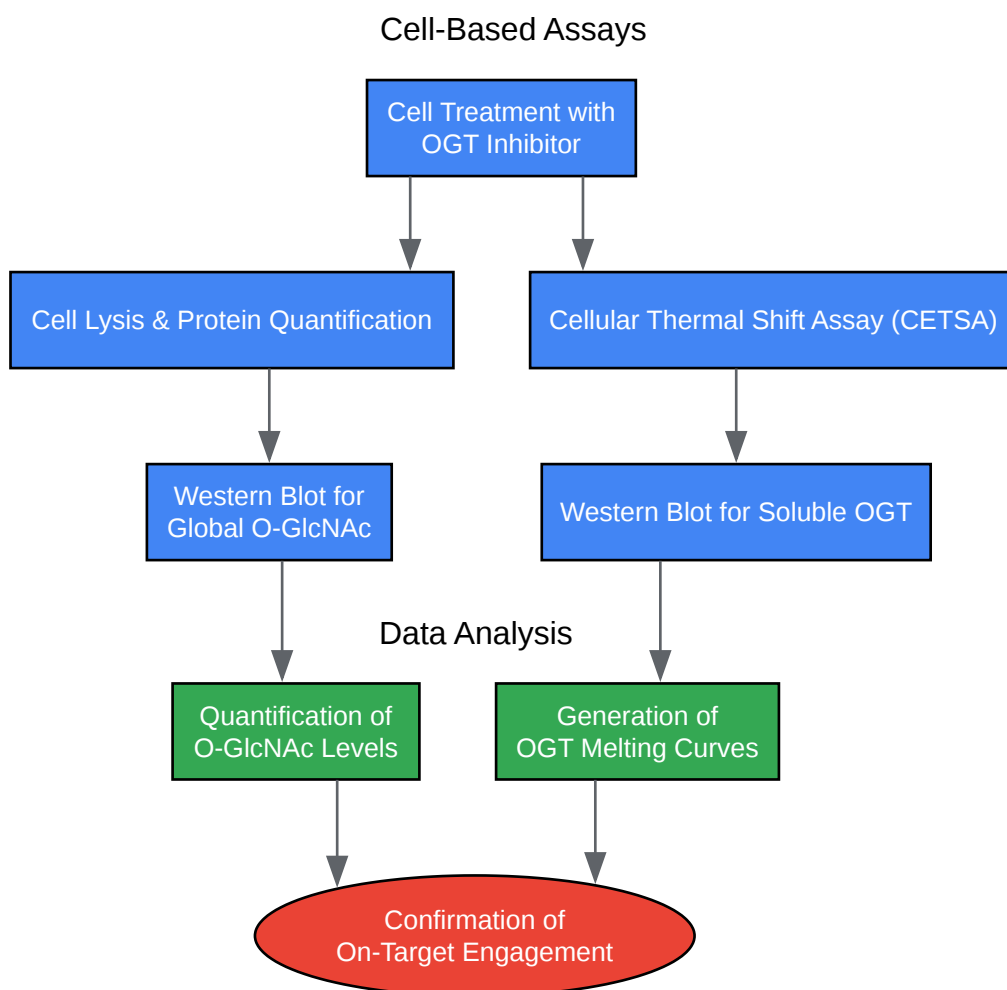 Cell-Based Assays
Cell Treatment with
OGT Inhibitor
Cell Lysis & Protein Quantification
Cellular Thermal Shift Assay (CETSA)
Western Blot for
Global O-GlcNAc
Western Blot for Soluble OGT
Data Analysis
Quantification of
O-GlcNAc Levels
Generation of
OGT Melting Curves
Confirmation of
On-Target Engagement